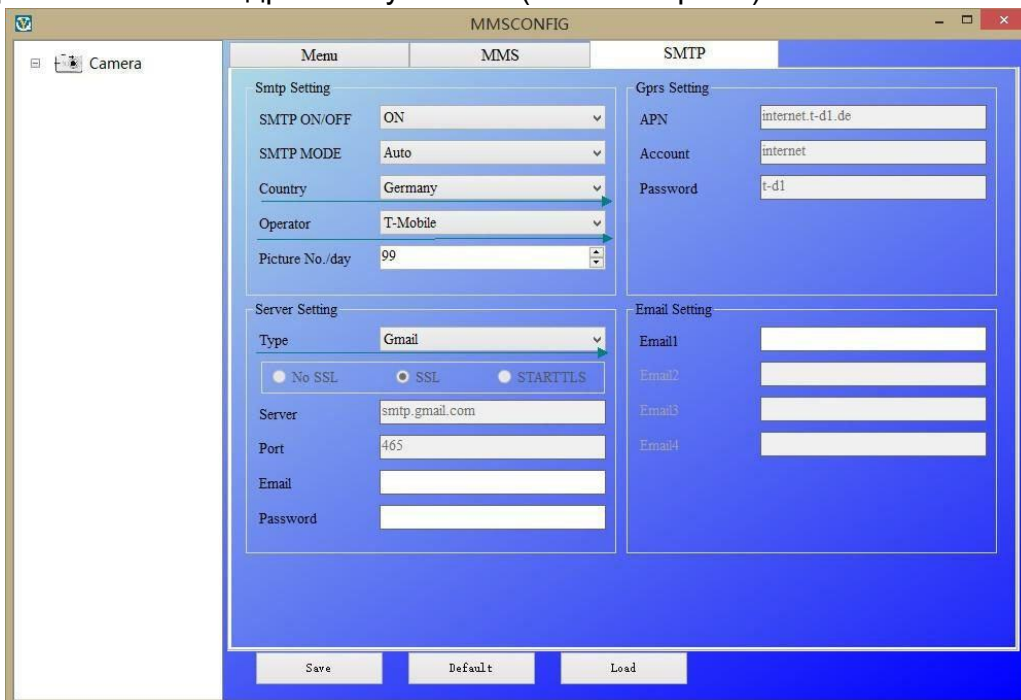 MMSCONFIG
Camera
Menu MMS SMTP
Smtp Setting
SMTP ON/OFF ON
SMTP MODE Auto
Country Germany
Operator T-Mobile
Picture No./day 99
Gprs Setting
APN internet.t-d1.de
Account internet
Password t-d1
Server Setting
Type Gmail
No SSL SSL STARTTLS
Server smtp.gmail.com
Port 465
Email
Password
Email Setting
Email1
Email2
Email3
Email4
Save Default Load